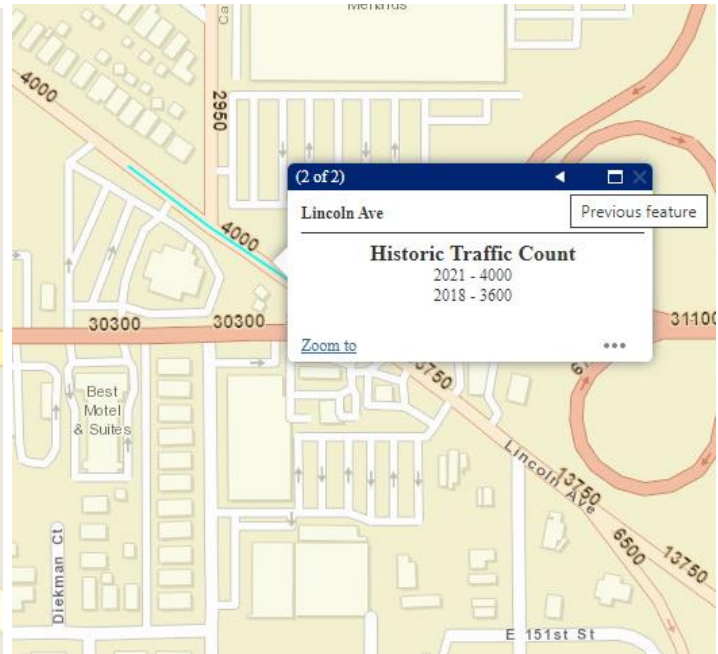 Menards
4000
Ca
2950
(2 of 2)
Lincoln Ave
Previous feature
4000
Historic Traffic Count
2021 - 4000
2018 - 3600
30300
30300
31100
Zoom to
Best
Motel
& Suites
Lincoln Ave
13750
6500
13750
Diekman Ct
E 151st St